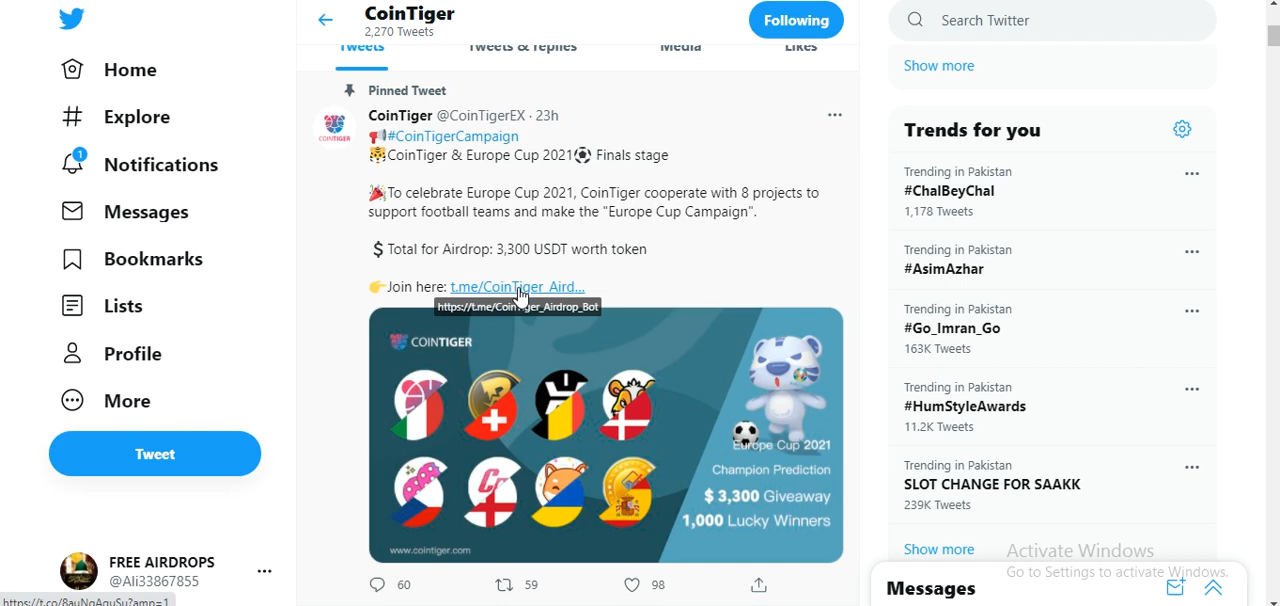 Home
Explore
1
Notifications
Messages
Bookmarks
Lists
Profile
More
Tweet
FREE AIRDROPS
@Ali33867855
https://t.co/8auNgAquSu?amp=1
CoinTiger
2,270 Tweets
Following
Tweets Tweets & replies Media Likes
Pinned Tweet
CoinTiger @CoinTigerEX · 23h
#CoinTigerCampaign
CoinTiger & Europe Cup 2021 Finals stage
To celebrate Europe Cup 2021, CoinTiger cooperate with 8 projects to
support football teams and make the "Europe Cup Campaign".
$ Total for Airdrop: 3,300 USDT worth token
Join here: t.me/CoinTiger_Aird...
https://t.me/CoinTiger_Airdrop_Bot
COINTIGER
Europe Cup 2021
Champion Prediction
$ 3,300 Giveaway
1,000 Lucky Winners
www.cointiger.com
60 59 98
Search Twitter
Show more
Trends for you
Trending in Pakistan
#ChalBeyChal
1,178 Tweets
Trending in Pakistan
#AsimAzhar
Trending in Pakistan
#Go_Imran_Go
163K Tweets
Trending in Pakistan
#HumStyleAwards
11.2K Tweets
Trending in Pakistan
SLOT CHANGE FOR SAAKK
239K Tweets
Show more
Activate Windows
Go to Settings to activate Windows.
Messages